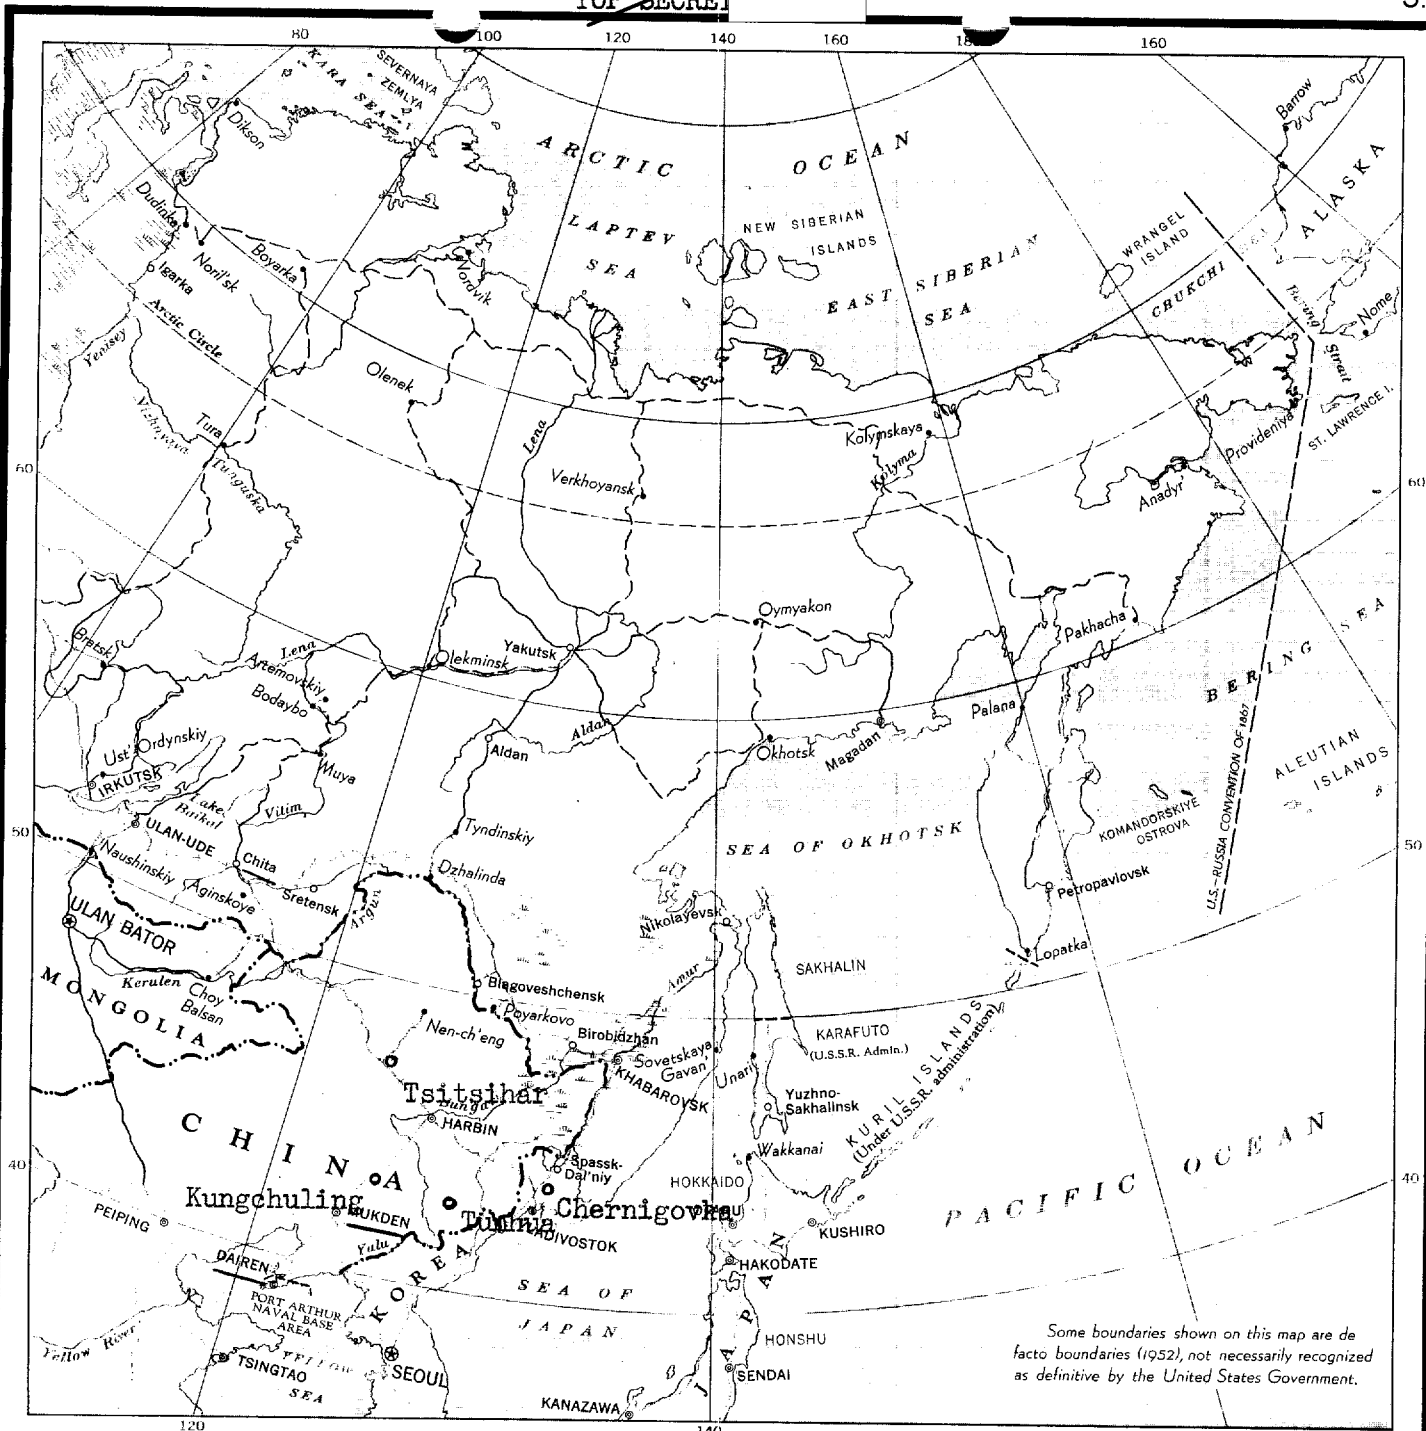 TOP SECRET
80
100
120
140
160
180
160
KARA SEA
SEVERNAYA
ZEMLYA
Dikson
ARCTIC OCEAN
Barrow
ALASKA
Dudinka
Noril'sk
Igarka
Boyarka
Nordvik
LAPTEV
SEA
NEW SIBERIAN
ISLANDS
EAST SIBERIAN
SEA
WRANGEL
ISLAND
CHUKCHI
Bering
Strait
Nome
Arctic Circle
Yenisey
Olenek
Lena
Tura
Tunguska
Verkhoyansk
Kolymskaya
Kolyma
Provideniya
ST. LAWRENCE I.
Anadyr'
60
60
Bratsk
Lena
Artemovskiy
Bodaybo
Olekminsk
Yakutsk
Oymyakon
Pakhacha
Palana
BERING SEA
Ust' Ordynskiy
IRKUTSK
Lake
Baikal
Muya
Vitim
Aldan
Aldan
Okhotsk
Magadan
U.S.–RUSSIA CONVENTION OF 1867
ALEUTIAN
ISLANDS
50
50
ULAN-UDE
Naushinskiy
Chita
Aginskoye
Sretensk
Argun
Tyndinskiy
Dzhalinda
SEA OF OKHOTSK
KOMANDORSKIYE
OSTROVA
Petropavlovsk
ULAN BATOR
Kerulen
Choy
Balsan
MONGOLIA
Nikolayevsk
Amur
SAKHALIN
Lopatka
Blagoveshchensk
Poyarkovo
Nen-ch'eng
Birobidzhan
KHABAROVSK
Sovetskaya
Gavan
Unari
KARAFUTO
(U.S.S.R. Admin.)
KURIL ISLANDS
(Under U.S.S.R. administration)
Tsitsihar
HARBIN
Yuzhno-
Sakhalinsk
Wakkanai
CHINA
40
40
Spassk-
Dal'niy
HOKKAIDO
PACIFIC OCEAN
Kungchuling
MUKDEN
Chernigovka
KUSHIRO
PEIPING
Yalu
HAKODATE
DAIREN
KOREA
SEA OF
JAPAN
JAPAN
PORT ARTHUR
NAVAL BASE
AREA
HONSHU
Yellow River
YELLOW
SEA
TSINGTAO
SEOUL
SENDAI
KANAZAWA
Some boundaries shown on this map are de
facto boundaries (1952), not necessarily recognized
as definitive by the United States Government.
120
140